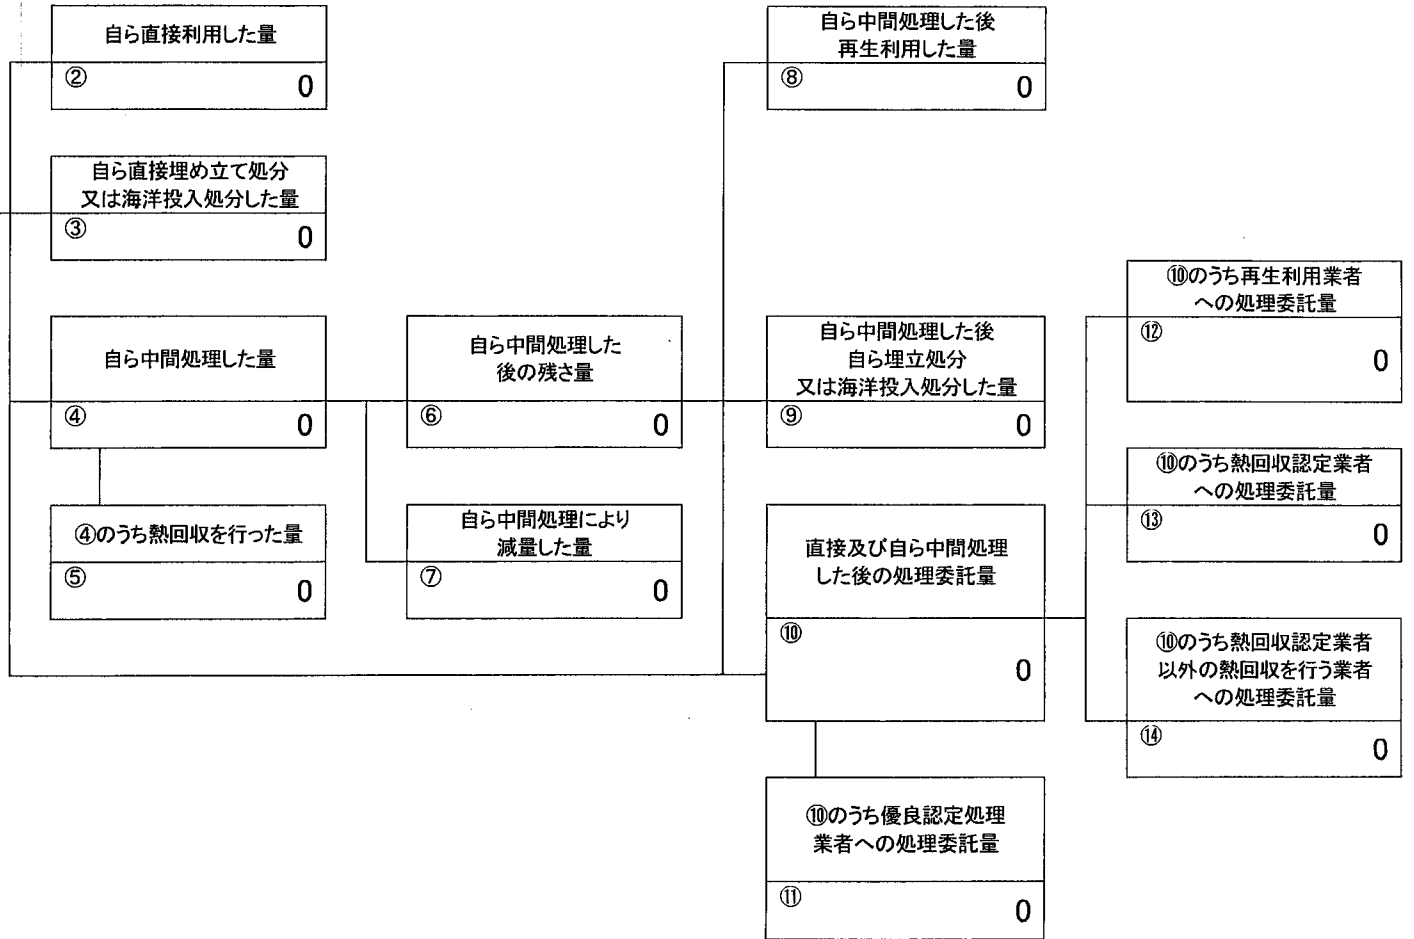 自ら直接利用した量
②
0
自ら直接埋め立て処分
又は海洋投入処分した量
③
0
自ら中間処理した量
④
0
④のうち熱回収を行った量
⑤
0
自ら中間処理した
後の残さ量
⑥
0
自ら中間処理により
減量した量
⑦
0
自ら中間処理した後
再生利用した量
⑧
0
自ら中間処理した後
自ら埋立処分
又は海洋投入処分した量
⑨
0
直接及び自ら中間処理
した後の処理委託量
⑩
0
⑩のうち優良認定処理
業者への処理委託量
⑪
0
⑩のうち再生利用業者
への処理委託量
⑫
0
⑩のうち熱回収認定業者
への処理委託量
⑬
0
⑩のうち熱回収認定業者
以外の熱回収を行う業者
への処理委託量
⑭
0